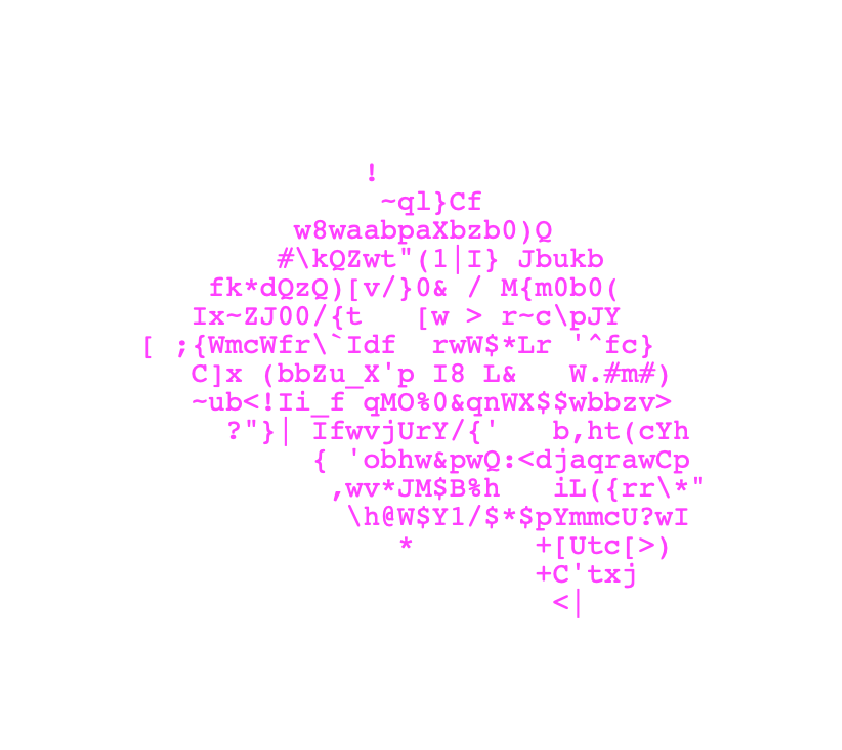 !
~ql}Cf
w8waabpaXbzb0)Q
#\kQZwt"(1|I} Jbukb
fk*dQzQ)[v/}0& / M{m0b0(
Ix~ZJ00/{t   [w > r~c\pJY
[ ;{WmcWfr\`Idf  rwW$*Lr '^fc}
C]x (bbZu_X'p I8 L&   W.#m#)
~ub<!Ii_f qMO%0&qnWX$$wbbzv>
?"}| IfwvjUrY/{'   b,ht(cYh
{ 'obhw&pwQ:<djaqrawCp
,wv*JM$B%h   iL({rr\*"
\h@W$Y1/$*$pYmmcU?wI
*       +[Utc[>)
+C'txj
<|